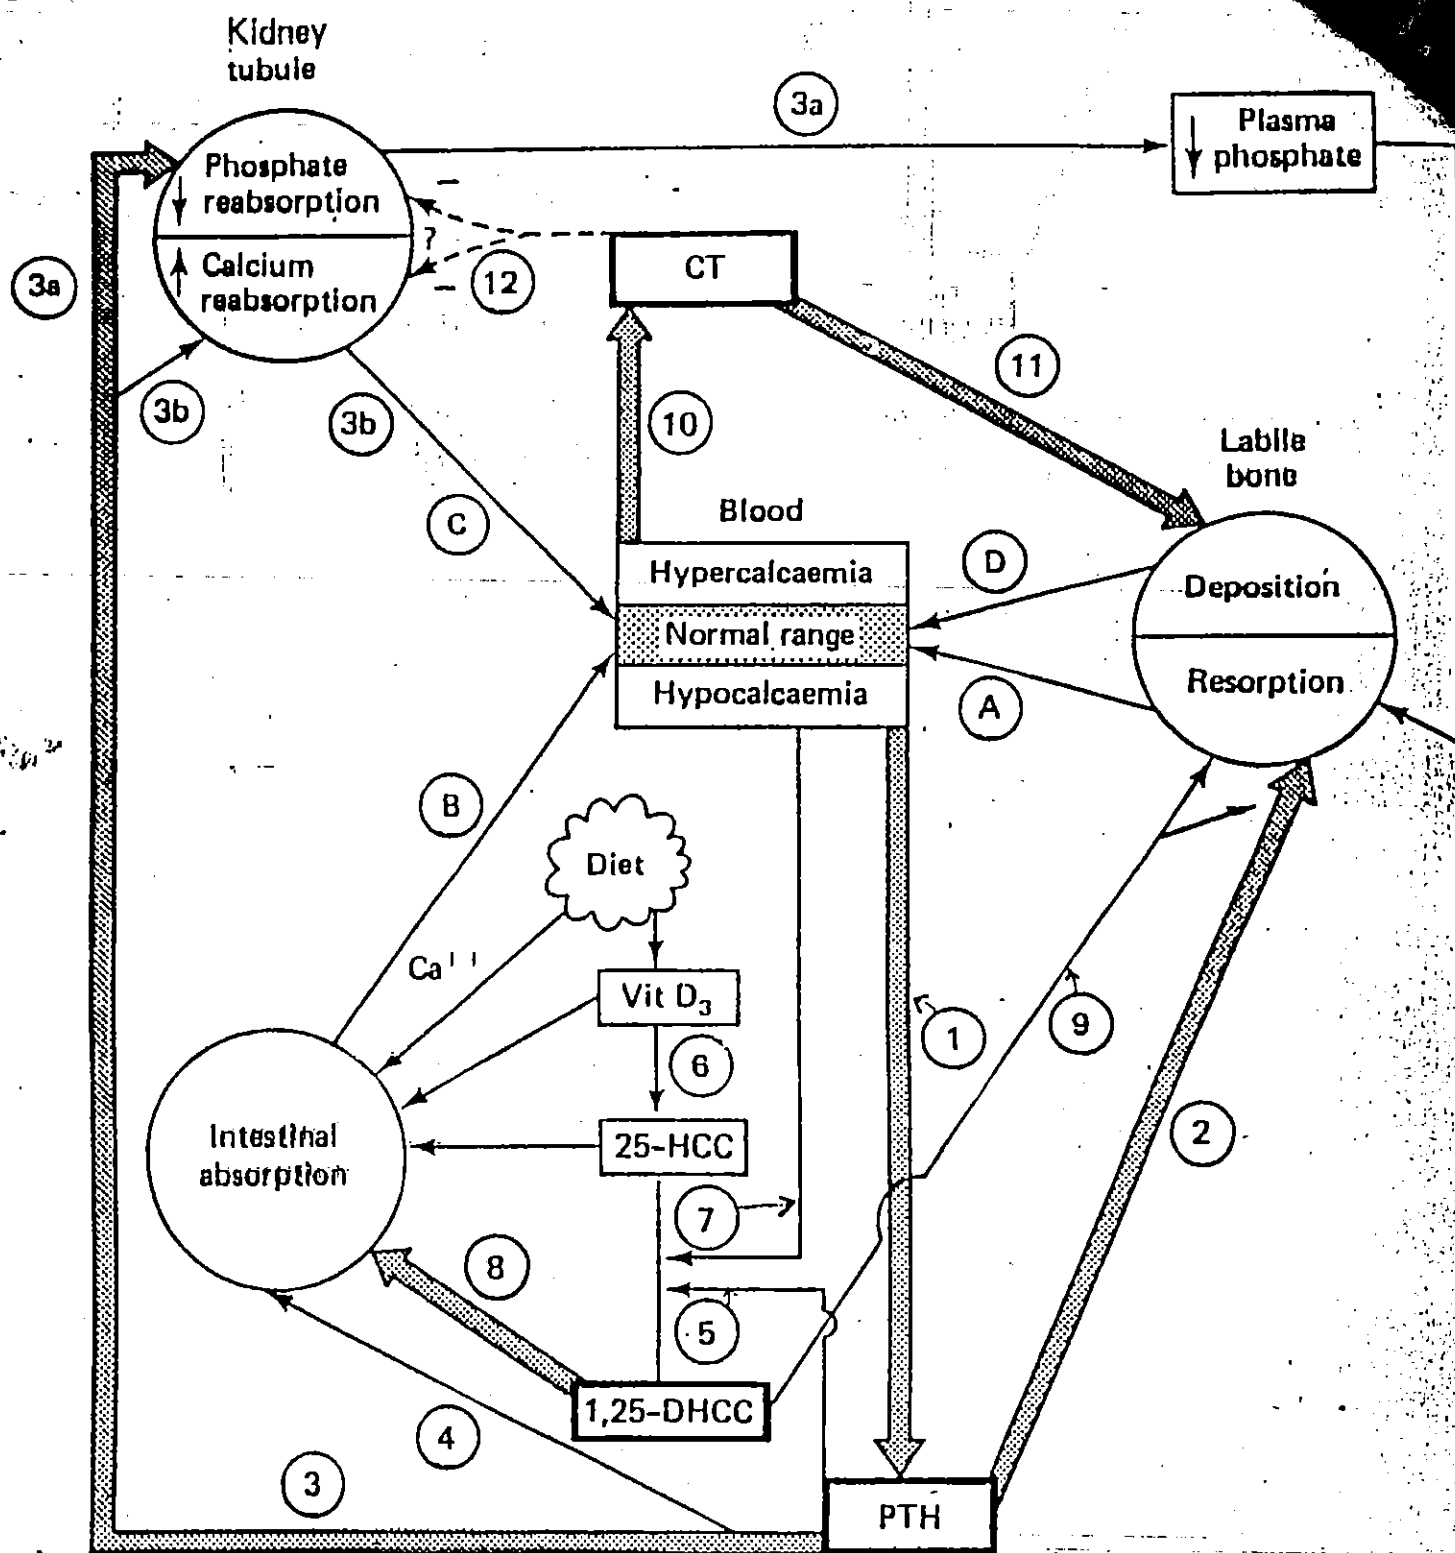 Kidney
tubule
3a
Plasma
phosphate
Phosphate
reabsorption
?
Calcium
reabsorption
–
–
12
CT
3a
3b
3b
10
11
Labile
bone
C
Blood
D
Hypercalcaemia
Deposition
Normal range
Resorption
Hypocalcaemia
A
B
Diet
Ca++
Vit D3
6
1
9
25-HCC
2
Intestinal
absorption
7
8
5
1,25-DHCC
4
3
PTH